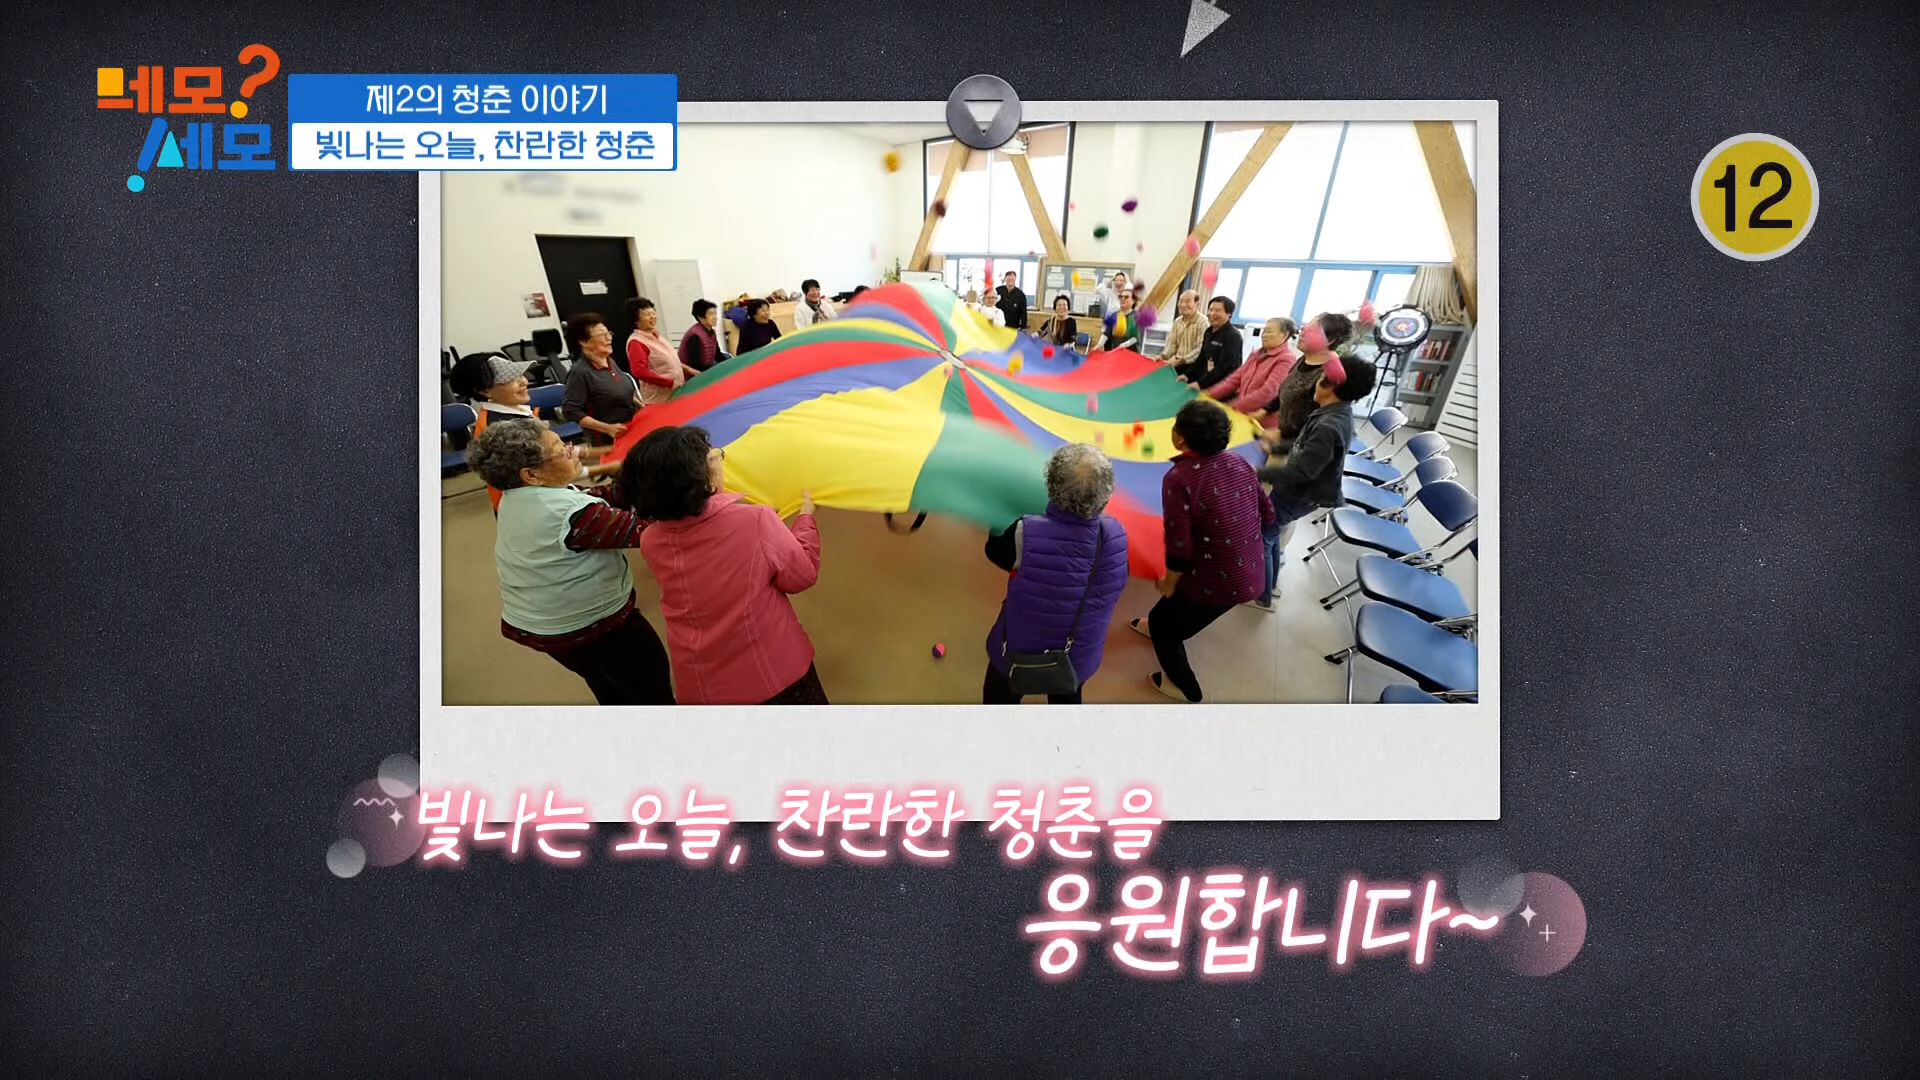 네모?
세모
제2의 청춘 이야기
빛나는 오늘, 찬란한 청춘
12
빛나는 오늘, 찬란한 청춘을
응원합니다~